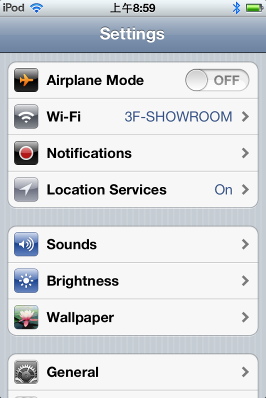 iPod 上午8:59
Settings
Airplane Mode OFF
Wi-Fi 3F-SHOWROOM
Notifications
Location Services On
Sounds
Brightness
Wallpaper
General